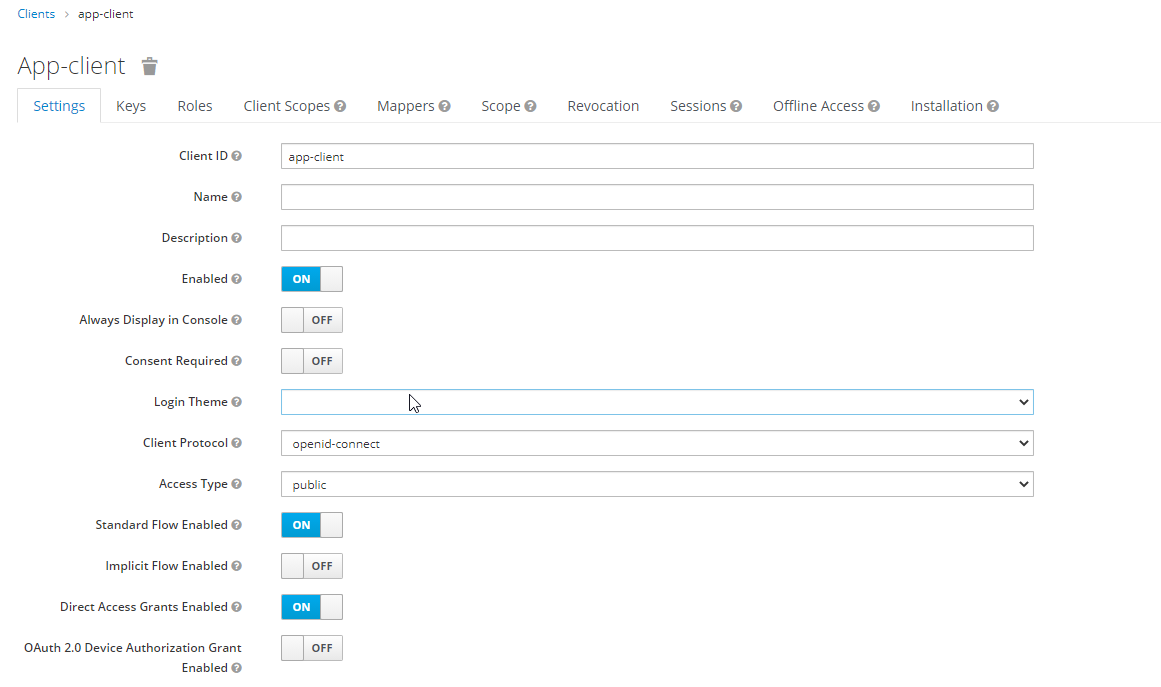 Clients › app-client
App-client
Settings Keys Roles Client Scopes Mappers Scope Revocation Sessions Offline Access Installation
Client ID app-client
Name
Description
Enabled ON
Always Display in Console OFF
Consent Required OFF
Login Theme
Client Protocol openid-connect
Access Type public
Standard Flow Enabled ON
Implicit Flow Enabled OFF
Direct Access Grants Enabled ON
OAuth 2.0 Device Authorization Grant OFF
Enabled